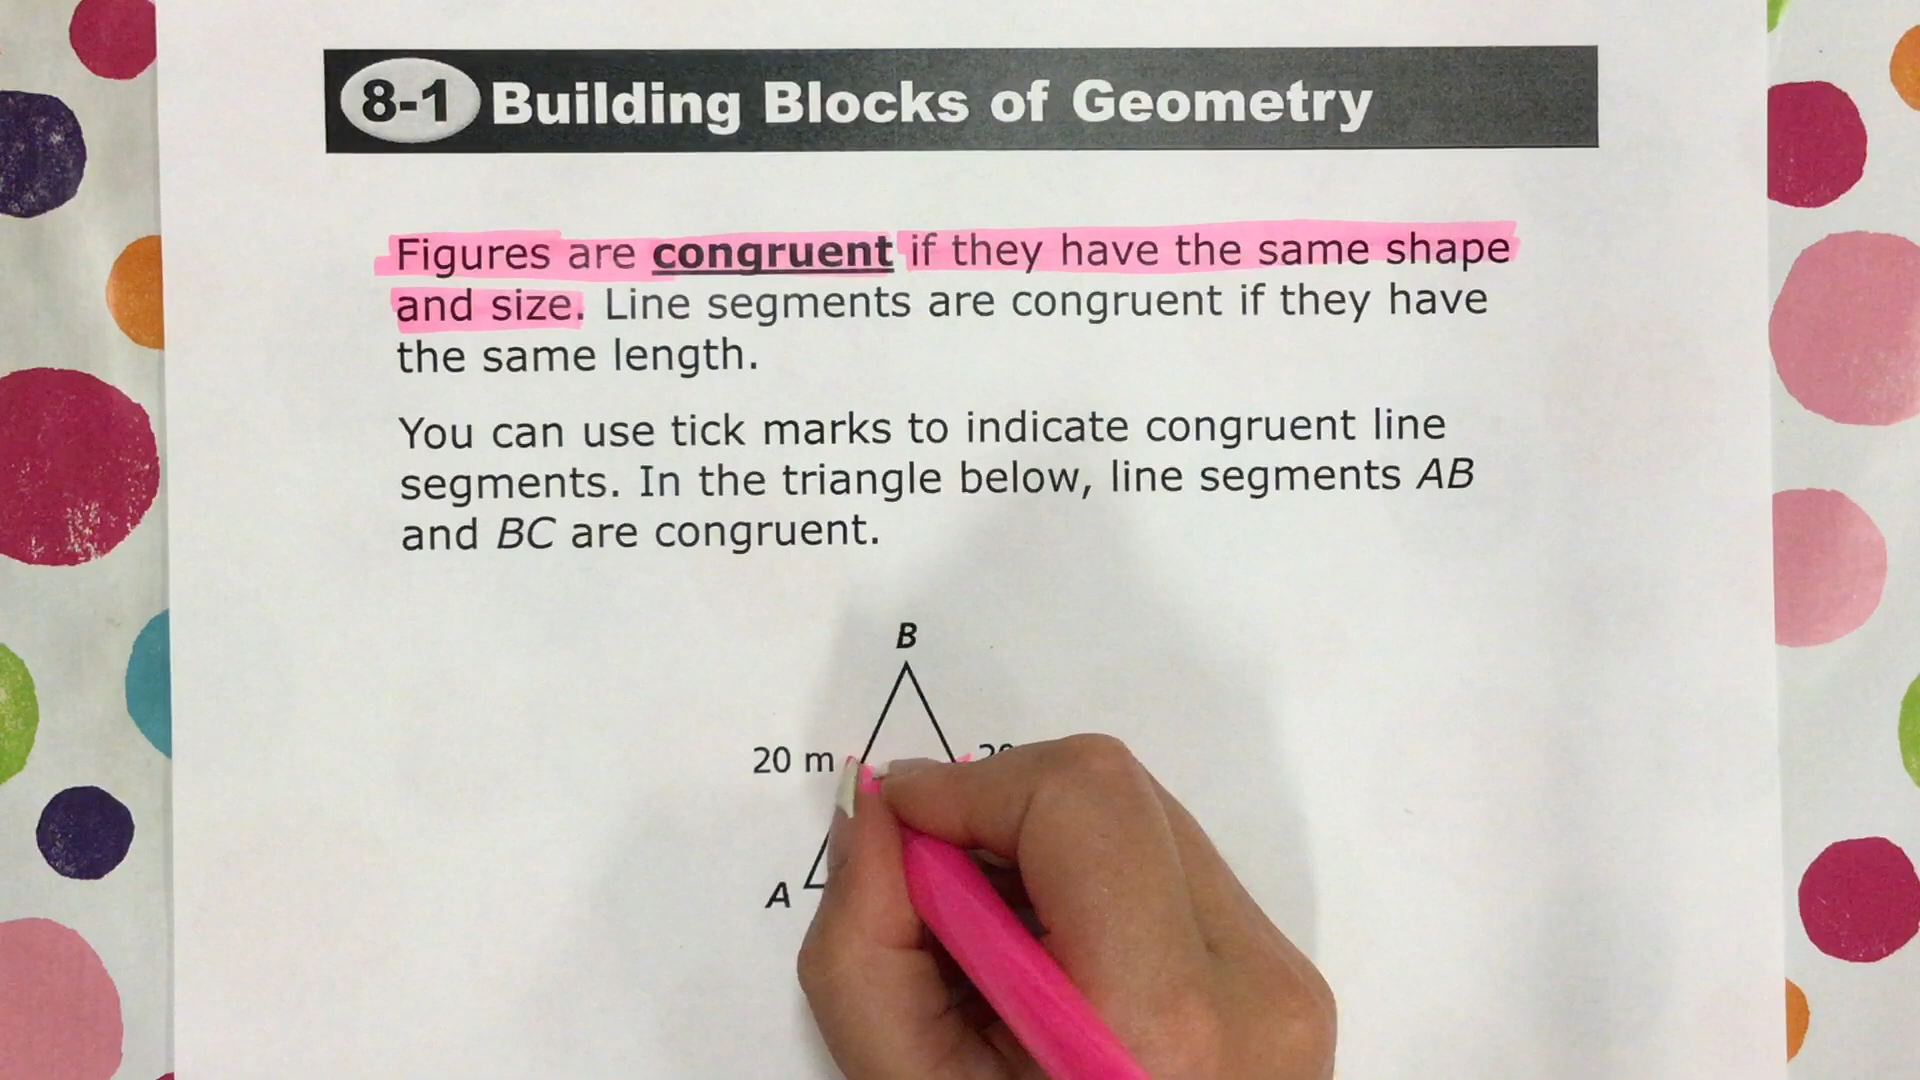 8-1 Building Blocks of Geometry
Figures are congruent if they have the same shape
and size. Line segments are congruent if they have
the same length.
You can use tick marks to indicate congruent line
segments. In the triangle below, line segments AB
and BC are congruent.
B
20 m
A